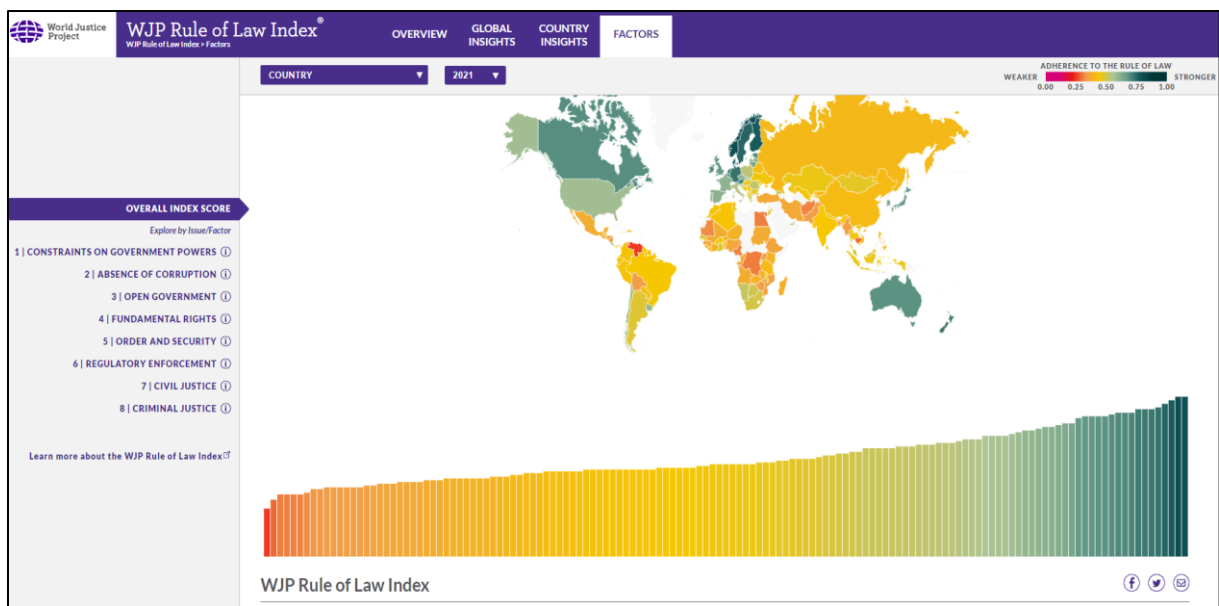 World Justice
Project
WJP Rule of Law Index®
WJP Rule of Law Index > Factors
OVERVIEW
GLOBAL
INSIGHTS
COUNTRY
INSIGHTS
FACTORS
COUNTRY ▼
2021 ▼
ADHERENCE TO THE RULE OF LAW
WEAKER
STRONGER
0.00 0.25 0.50 0.75 1.00
OVERALL INDEX SCORE
Explore by Issue/Factor
1 | CONSTRAINTS ON GOVERNMENT POWERS ⓘ
2 | ABSENCE OF CORRUPTION ⓘ
3 | OPEN GOVERNMENT ⓘ
4 | FUNDAMENTAL RIGHTS ⓘ
5 | ORDER AND SECURITY ⓘ
6 | REGULATORY ENFORCEMENT ⓘ
7 | CIVIL JUSTICE ⓘ
8 | CRIMINAL JUSTICE ⓘ
Learn more about the WJP Rule of Law Index
WJP Rule of Law Index